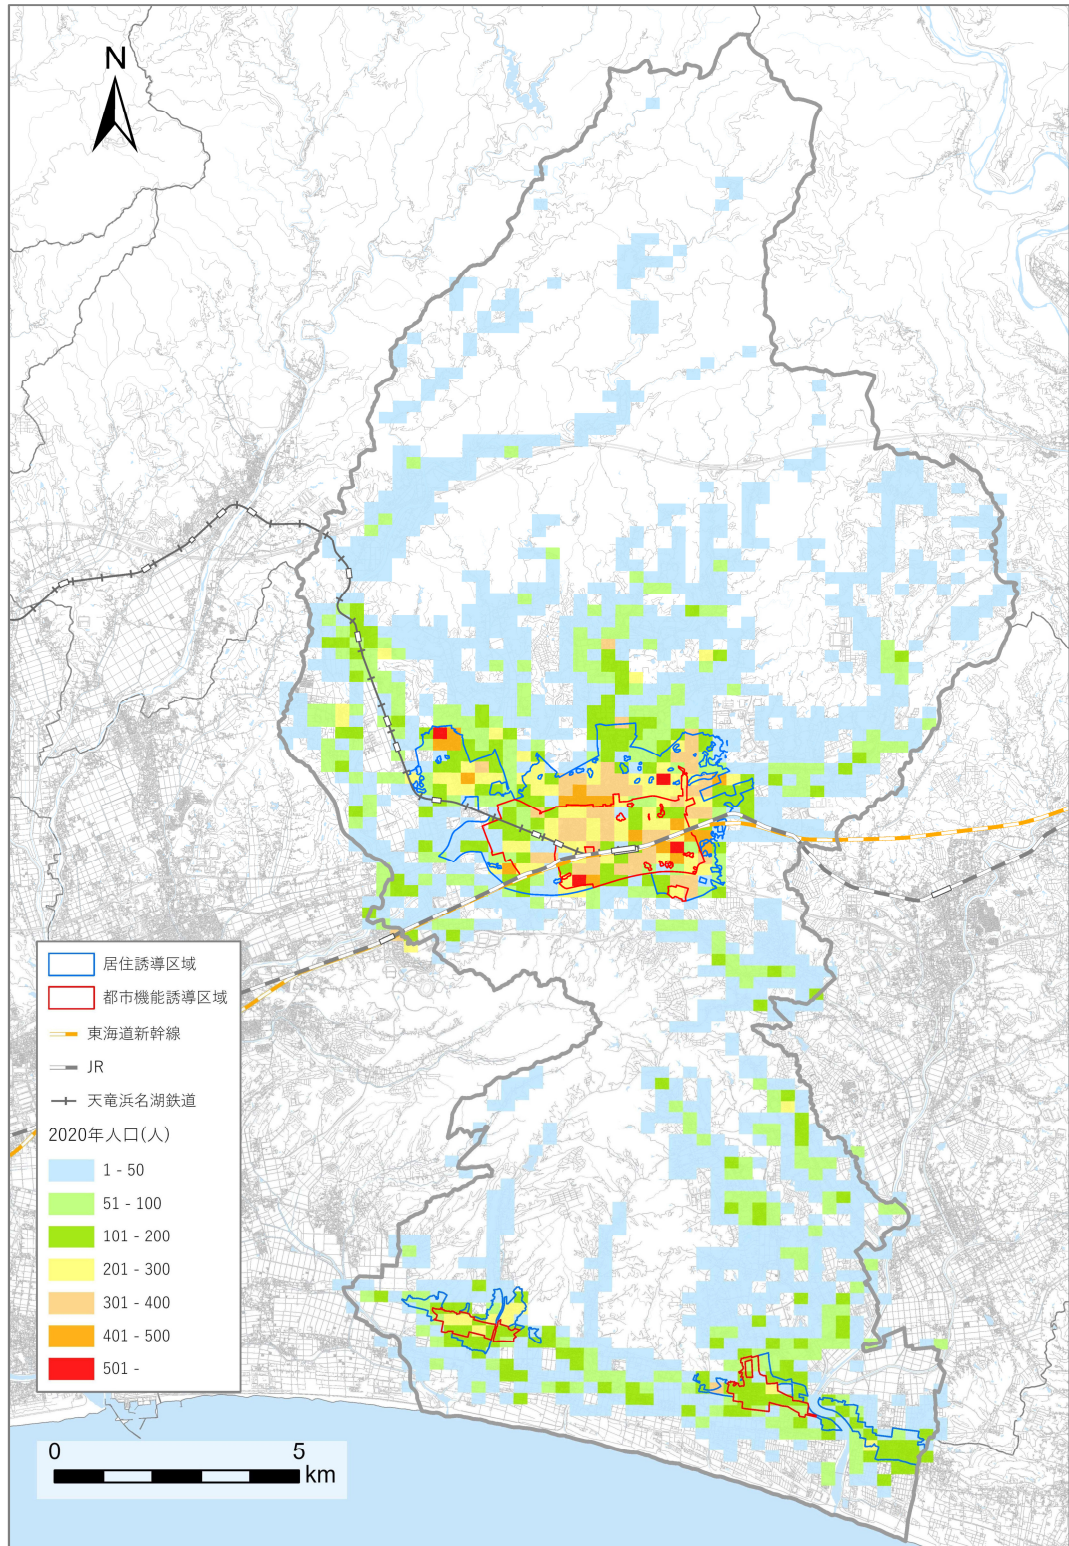 N
居住誘導区域
都市機能誘導区域
東海道新幹線
JR
天竜浜名湖鉄道
2020年人口(人)
1 - 50
51 - 100
101 - 200
201 - 300
301 - 400
401 - 500
501 -
0 5
km